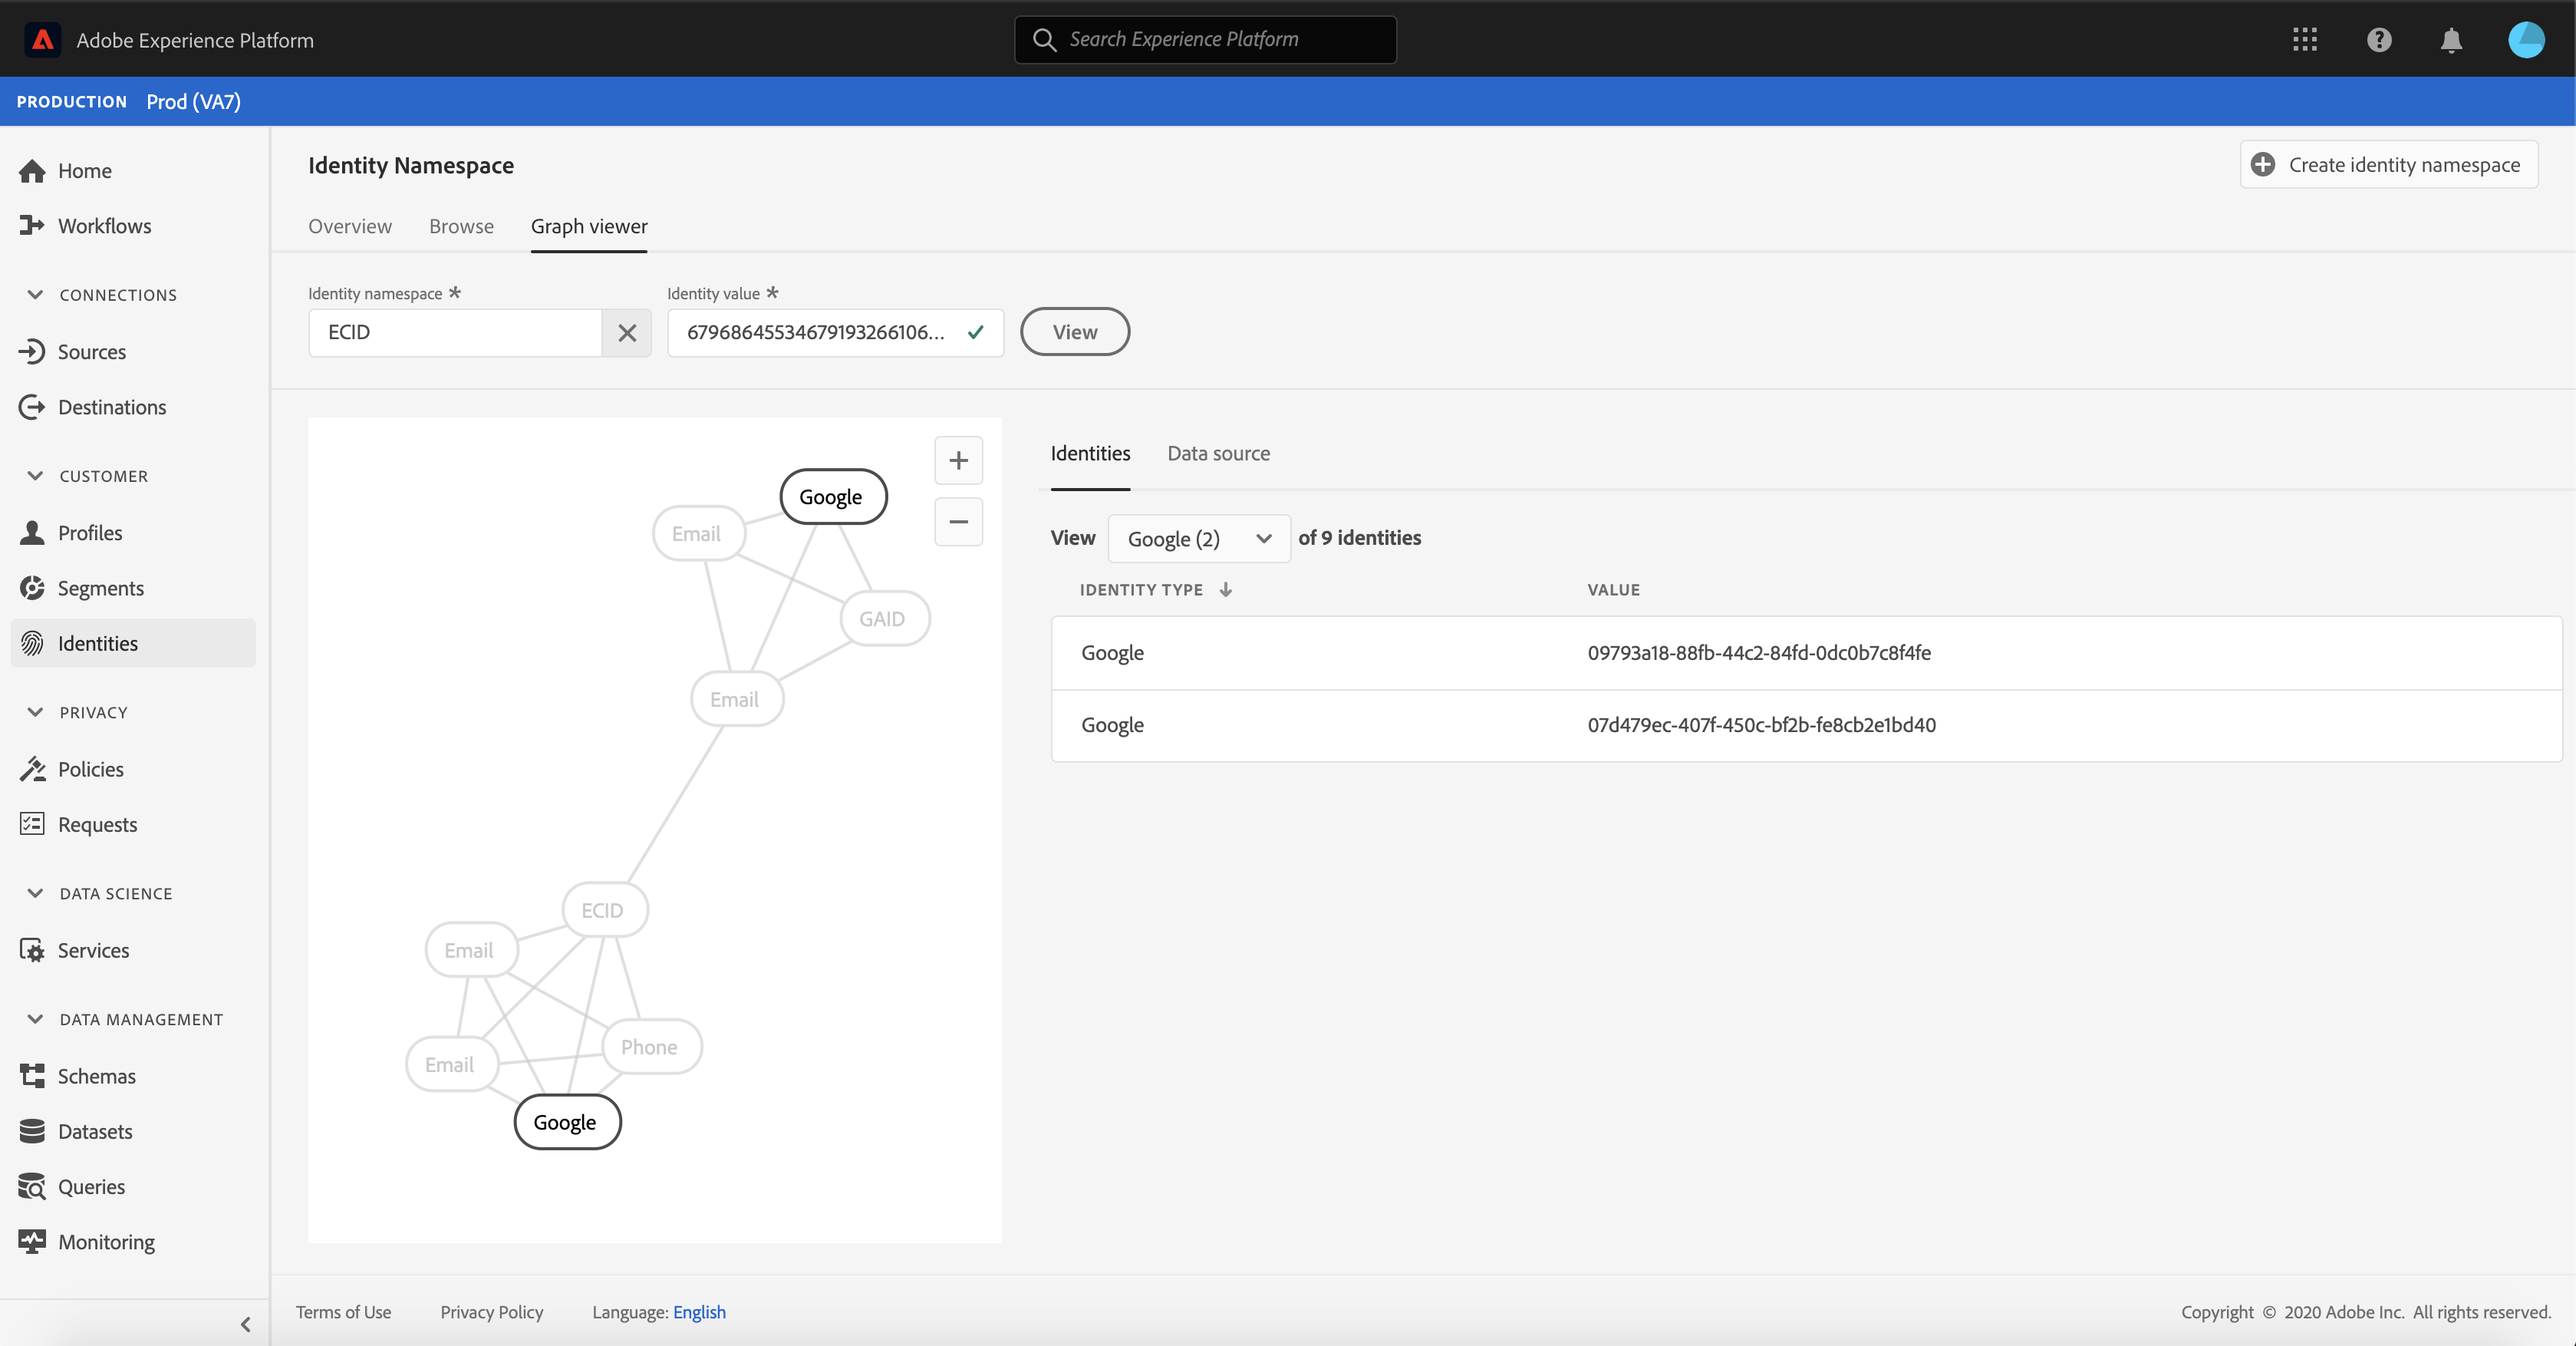 Adobe Experience Platform
Search Experience Platform
PRODUCTION Prod (VA7)
Home
Workflows
CONNECTIONS
Sources
Destinations
CUSTOMER
Profiles
Segments
Identities
PRIVACY
Policies
Requests
DATA SCIENCE
Services
DATA MANAGEMENT
Schemas
Datasets
Queries
Monitoring
Identity Namespace
Create identity namespace
Overview Browse Graph viewer
Identity namespace *
ECID
Identity value *
67968645534679193266106...
View
Google
Email
GAID
Email
ECID
Email
Phone
Email
Google
Identities Data source
View Google (2) of 9 identities
IDENTITY TYPE VALUE
Google 09793a18-88fb-44c2-84fd-0dc0b7c8f4fe
Google 07d479ec-407f-450c-bf2b-fe8cb2e1bd40
Terms of Use Privacy Policy Language: English
Copyright © 2020 Adobe Inc. All rights reserved.